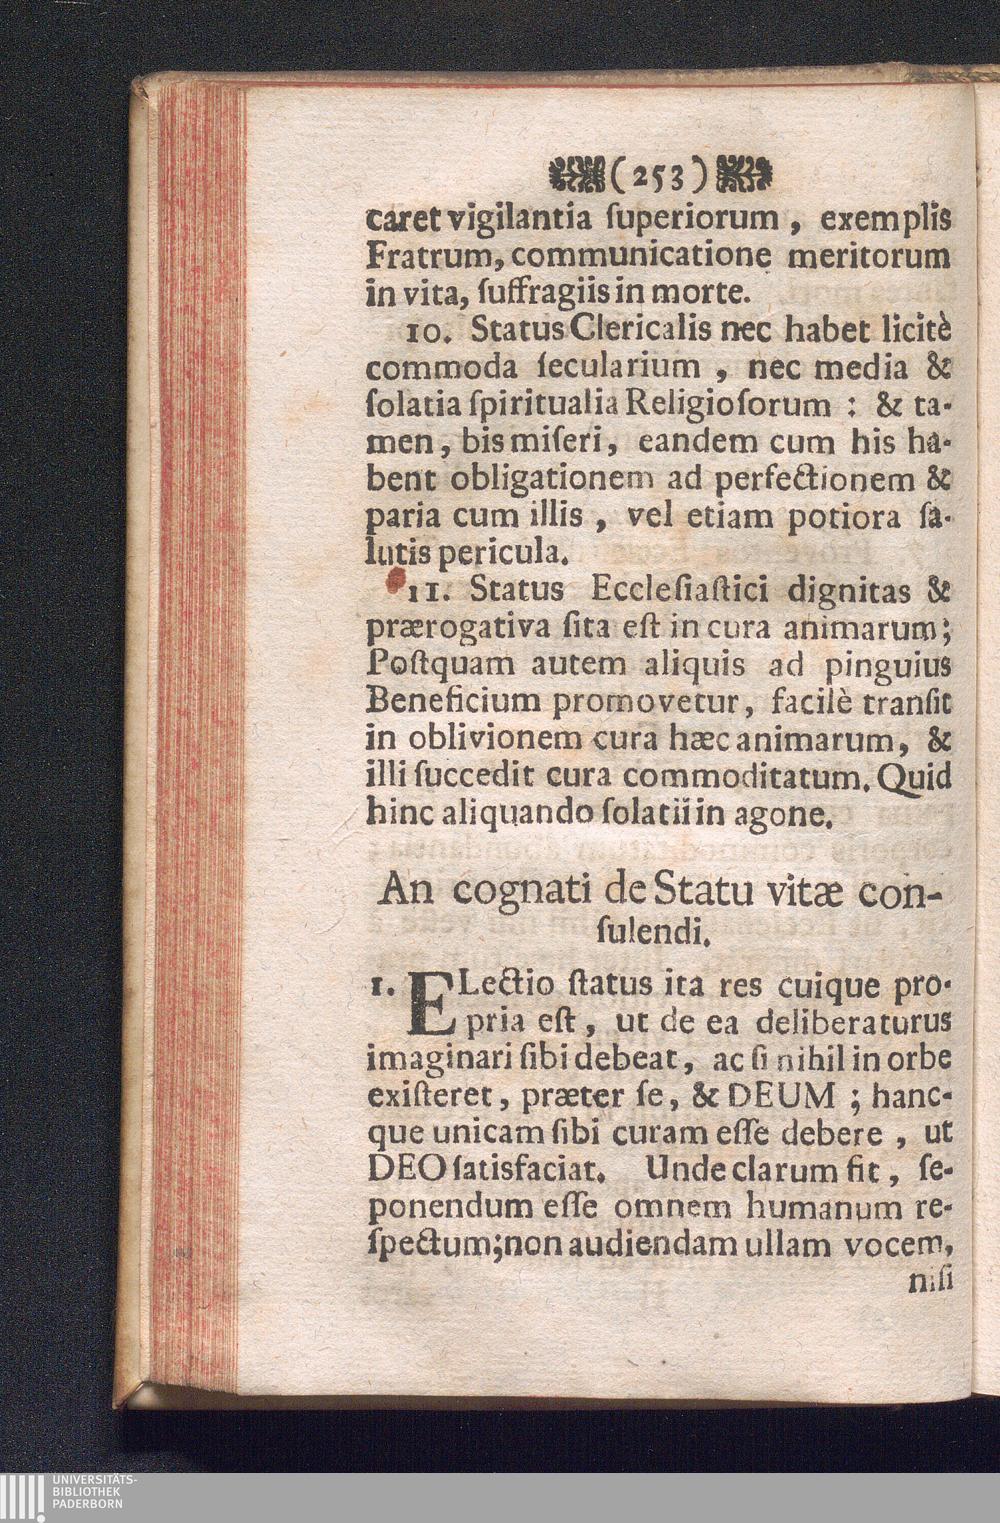 (253)
caret vigilantia ſuperiorum, exemplis
Fratrum, communicatione meritorum
in vita, ſuffragiis in morte.
10. Status Clericalis nec habet licitè
commoda ſecularium, nec media &
ſolatia ſpiritualia Religioſorum: & ta-
men, bis miſeri, eandem cum his ha-
bent obligationem ad perfectionem &
paria cum illis, vel etiam potiora ſa-
lutis pericula.
11. Status Eccleſiaſtici dignitas &
prærogativa ſita eſt in cura animarum;
Poſtquam autem aliquis ad pinguius
Beneficium promovetur, facilè tranſit
in oblivionem cura hæc animarum, &
illi ſuccedit cura commoditatum. Quid
hinc aliquando ſolatii in agone.
An cognati de Statu vitæ con-
ſulendi.
1. ELectio ſtatus ita res cuique pro-
pria eſt, ut de ea deliberaturus
imaginari ſibi debeat, ac ſi nihil in orbe
exiſteret, præter ſe, & DEUM; hanc-
que unicam ſibi curam eſſe debere, ut
DEO ſatisfaciat. Unde clarum fit, ſe-
ponendum eſſe omnem humanum re-
ſpectum; non audiendam ullam vocem,
niſi
UNIVERSITÄTS-
BIBLIOTHEK
PADERBORN